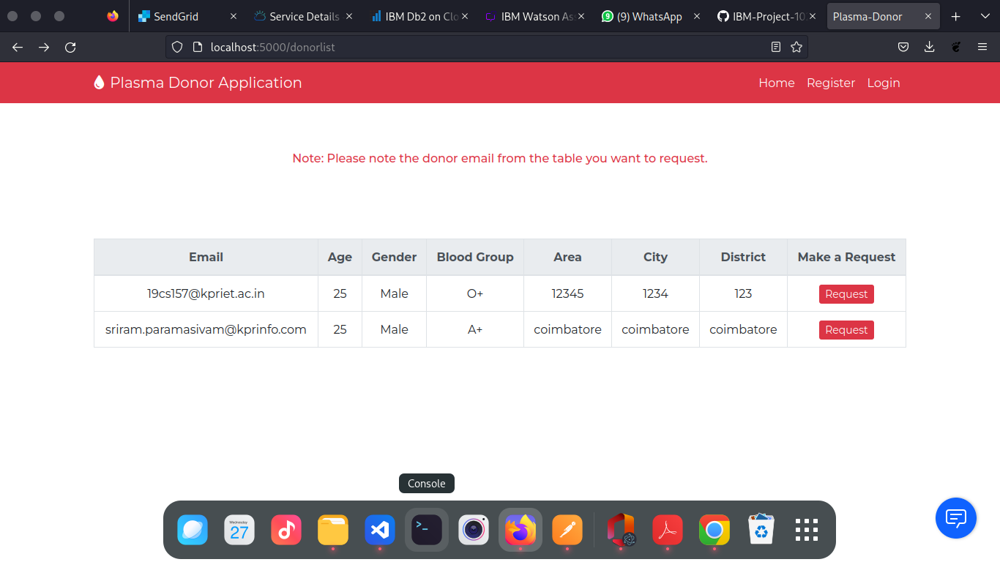 SendGrid
Service Details
IBM Db2 on Clo
IBM Watson As
9
(9) WhatsApp
IBM-Project-10
Plasma-Donor
localhost:5000/donorlist
Plasma Donor Application
Home Register Login
Note: Please note the donor email from the table you want to request.
Email Age Gender Blood Group Area City District Make a Request
19cs157@kpriet.ac.in 25 Male O+ 12345 1234 123 Request
sriram.paramasivam@kprinfo.com 25 Male A+ coimbatore coimbatore coimbatore Request
Console
Wednesday
27
>_